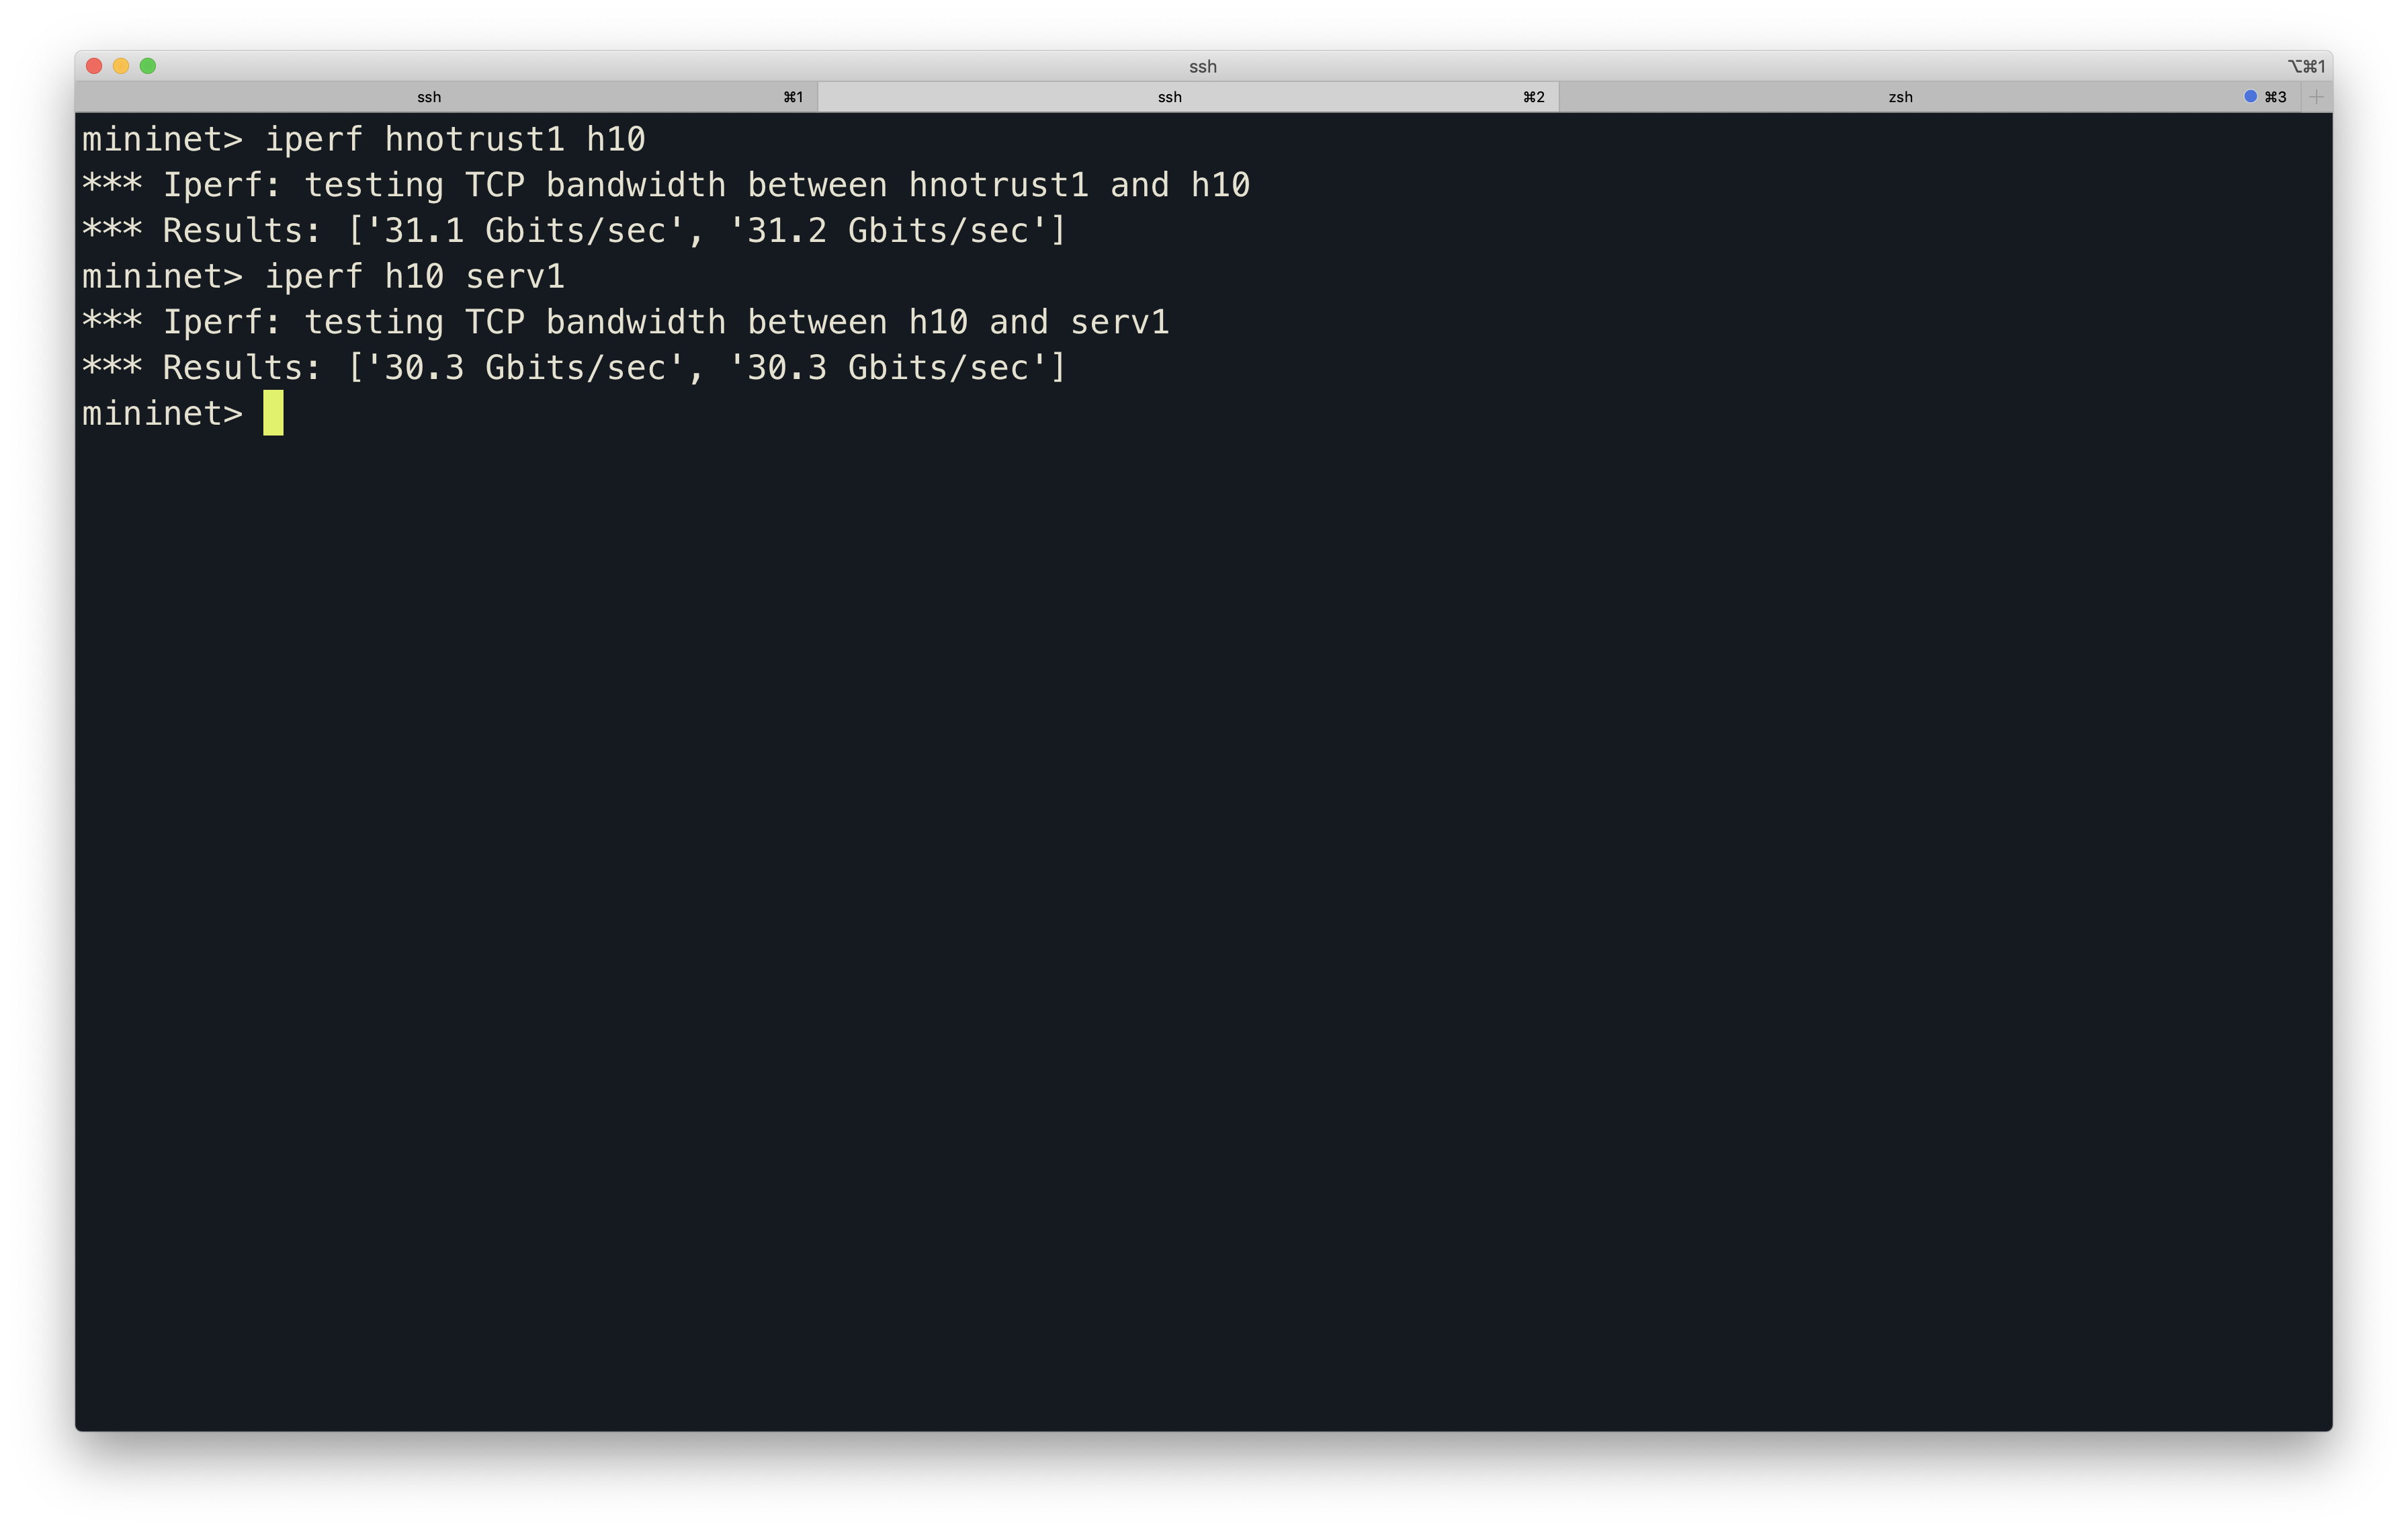 ssh ⌥⌘1
ssh ⌘1 ssh ⌘2 zsh ⌘3
mininet> iperf hnotrust1 h10
*** Iperf: testing TCP bandwidth between hnotrust1 and h10
*** Results: ['31.1 Gbits/sec', '31.2 Gbits/sec']
mininet> iperf h10 serv1
*** Iperf: testing TCP bandwidth between h10 and serv1
*** Results: ['30.3 Gbits/sec', '30.3 Gbits/sec']
mininet>